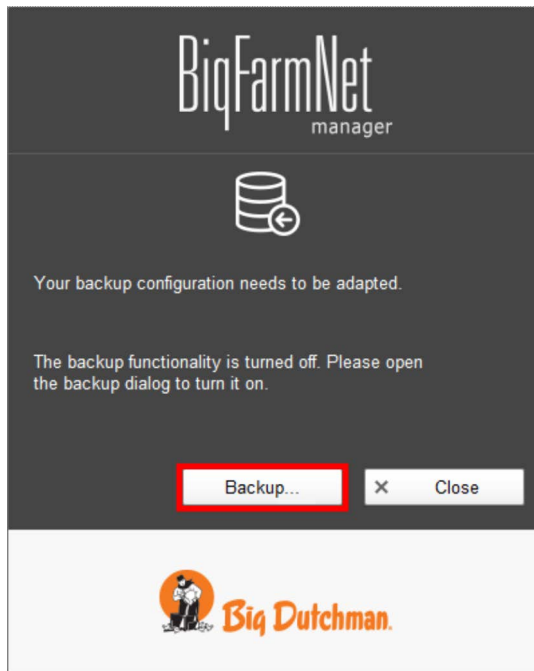 BigFarmNet
manager
Your backup configuration needs to be adapted.
The backup functionality is turned off. Please open
the backup dialog to turn it on.
Backup...
× Close
Big Dutchman.